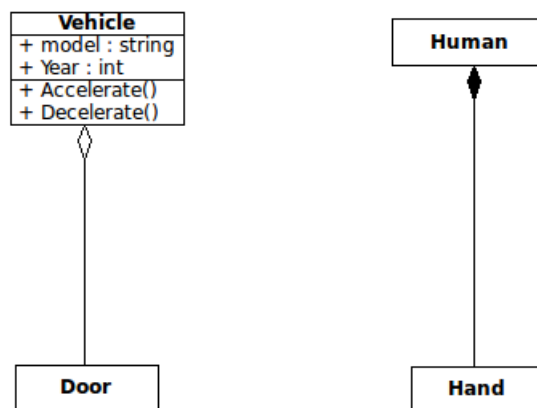 Vehicle
+ model : string
+ Year : int
+ Accelerate()
+ Decelerate()
Human
Door
Hand